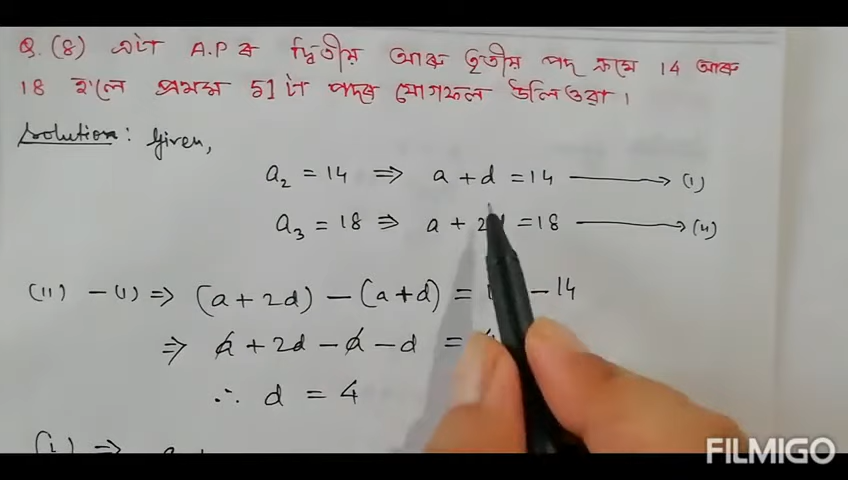 Q. (8) এটা A.P ৰ দ্বিতীয় আৰু তৃতীয় পদ ক্ৰমে 14 আৰু
18 হ'লে প্ৰথম 51 টা পদৰ যোগফল উলিওৱা।
Solution: Given,
a₂ = 14 ⇒ a + d = 14 (i)
a₃ = 18 ⇒ a + 2 = 18 (ii)
(ii) - (i) ⇒ (a + 2d) - (a + d) = - 14
⇒ a + 2d - a - d =
∴ d = 4
(i) ⇒
FILMIGO